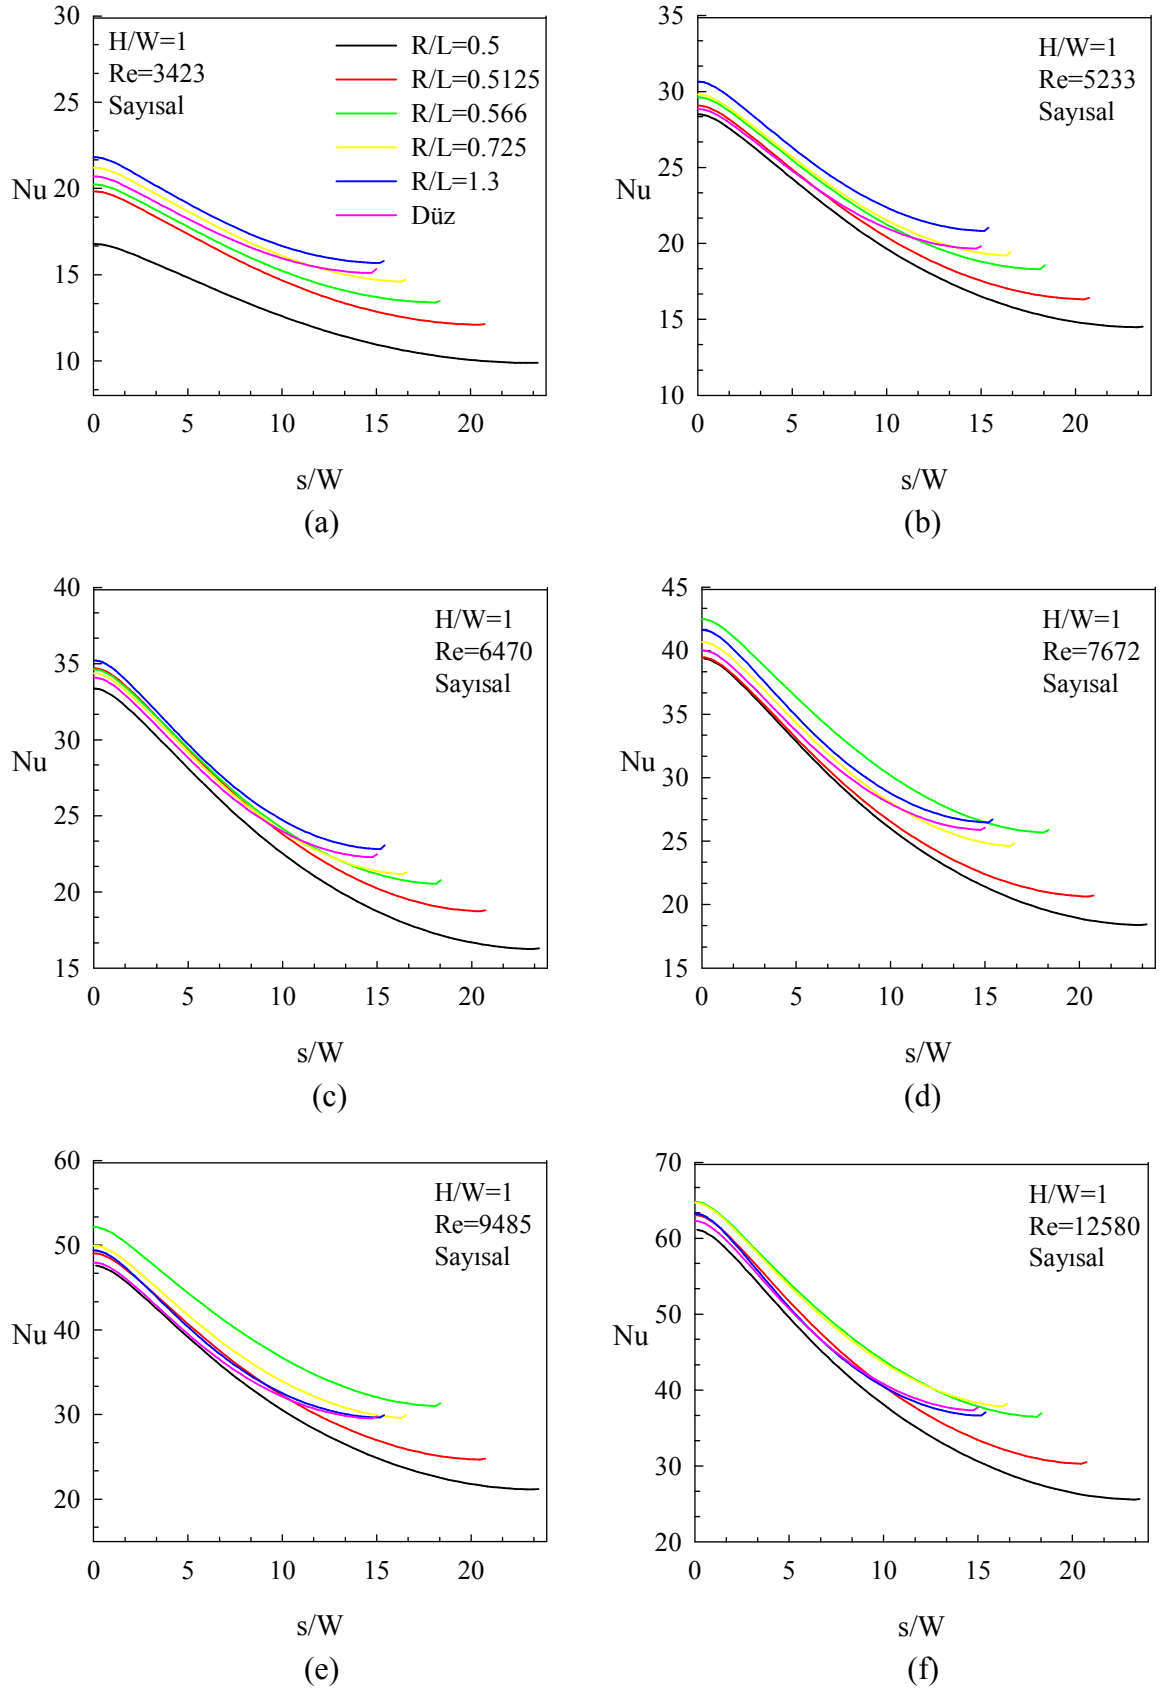 30
25
20
15
10
Nu
H/W=1
Re=3423
Sayısal
R/L=0.5
R/L=0.5125
R/L=0.566
R/L=0.725
R/L=1.3
Düz
0 5 10 15 20
s/W
(a)
35
30
25
20
15
10
Nu
H/W=1
Re=5233
Sayısal
0 5 10 15 20
s/W
(b)
40
35
30
25
20
15
Nu
H/W=1
Re=6470
Sayısal
0 5 10 15 20
s/W
(c)
45
40
35
30
25
20
15
Nu
H/W=1
Re=7672
Sayısal
0 5 10 15 20
s/W
(d)
60
50
40
30
20
Nu
H/W=1
Re=9485
Sayısal
0 5 10 15 20
s/W
(e)
70
60
50
40
30
20
Nu
H/W=1
Re=12580
Sayısal
0 5 10 15 20
s/W
(f)